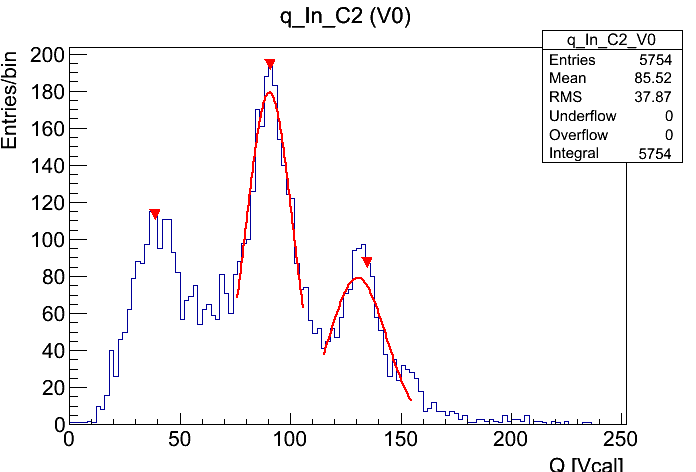 q_In_C2 (V0)
q_In_C2_V0
Entries 5754
Mean 85.52
RMS 37.87
Underflow 0
Overflow 0
Integral 5754
Entries/bin
200
180
160
140
120
100
80
60
40
20
0
0 50 100 150 200 250
Q [Vcal]